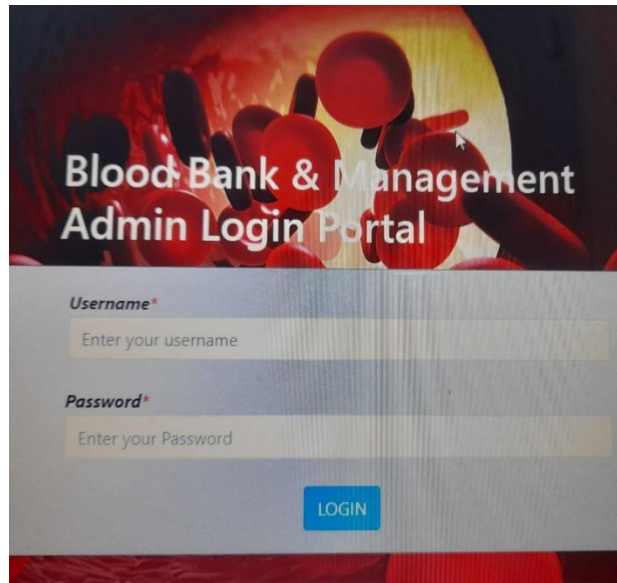 Blood Bank & Management
Admin Login Portal
Username*
Enter your username
Password*
Enter your Password
LOGIN